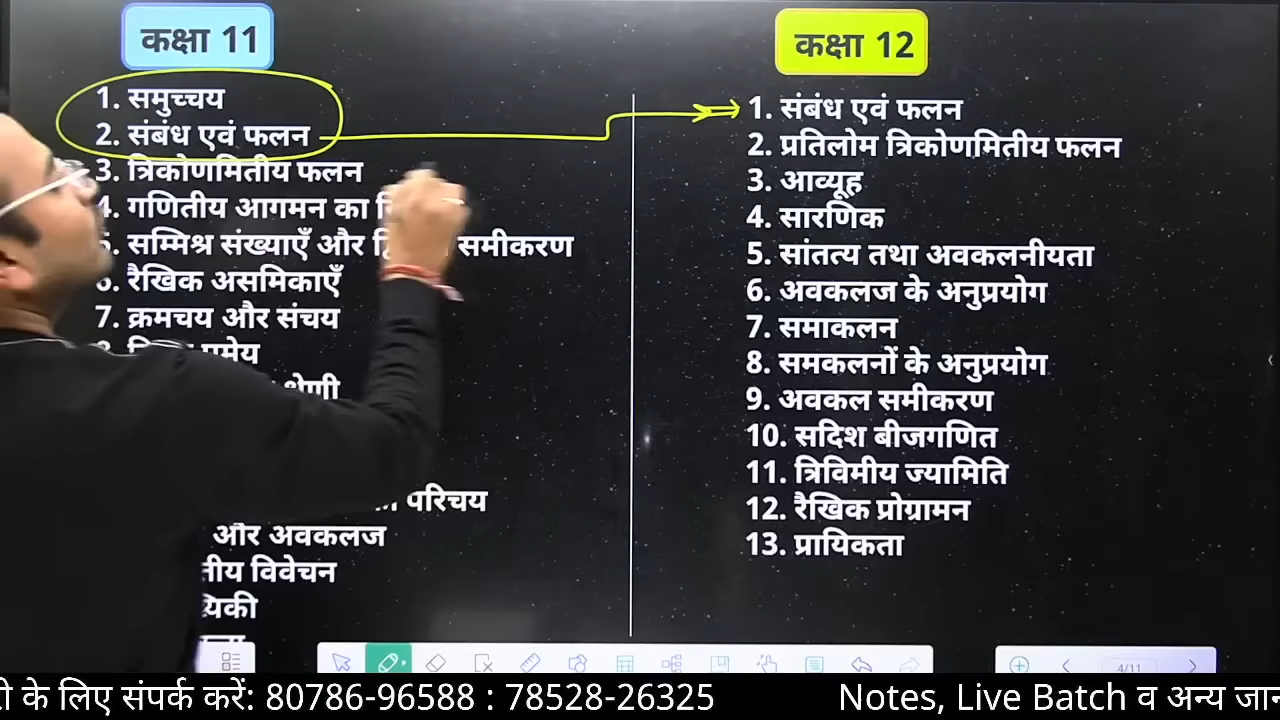 कक्षा 11
1. समुच्चय
2. संबंध एवं फलन
3. त्रिकोणमितीय फलन
4. गणितीय आगमन का
सम्मिश्र संख्याएँ और समीकरण
6. रैखिक असमिकाएँ
7. क्रमचय और संचय
परिचय
और अवकलज
विवेचन
कक्षा 12
1. संबंध एवं फलन
2. प्रतिलोम त्रिकोणमितीय फलन
3. आव्यूह
4. सारणिक
5. सांतत्य तथा अवकलनीयता
6. अवकलज के अनुप्रयोग
7. समाकलन
8. समकलनों के अनुप्रयोग
9. अवकल समीकरण
10. सदिश बीजगणित
11. त्रिविमीय ज्यामिति
12. रैखिक प्रोग्रामन
13. प्रायिकता
4/11
के लिए संपर्क करें: 80786-96588 : 78528-26325 Notes, Live Batch व अन्य